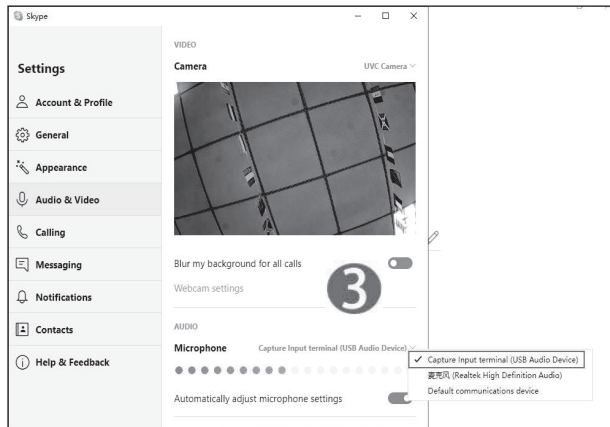 Skype
VIDEO
Settings
Camera UVC Camera
Account & Profile
General
Appearance
Audio & Video
Calling
Blur my background for all calls
Messaging
3
Webcam settings
Notifications
AUDIO
Contacts
Microphone Capture Input terminal (USB Audio Device)
Capture Input terminal (USB Audio Device)
Help & Feedback
麦克风 (Realtek High Definition Audio)
Default communications device
Automatically adjust microphone settings